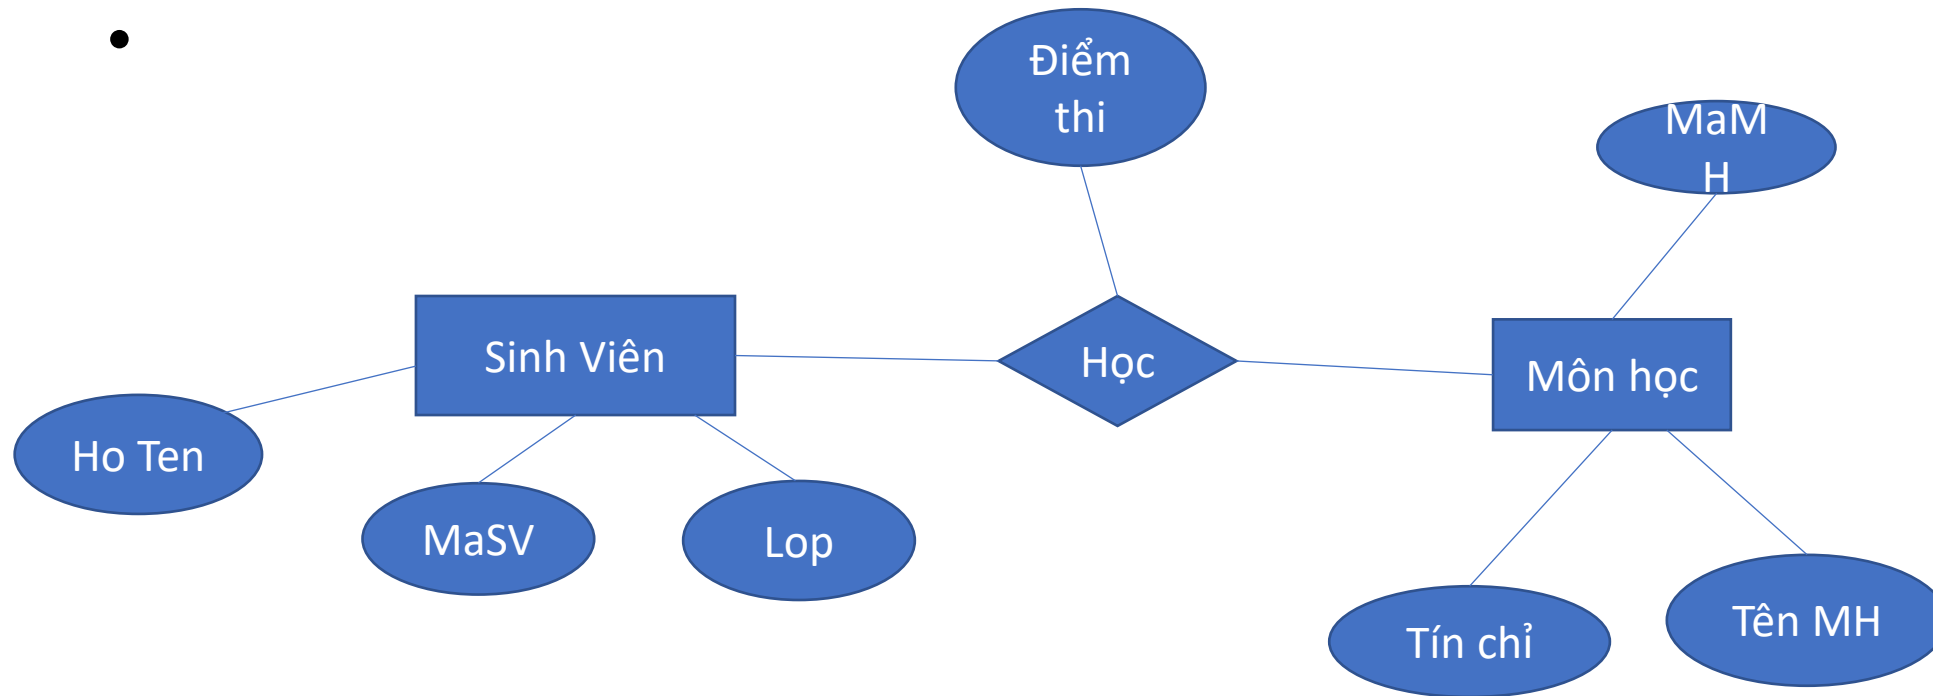 Điểm
thi
MaM
H
Sinh Viên
Học
Môn học
Ho Ten
MaSV
Lop
Tín chỉ
Tên MH